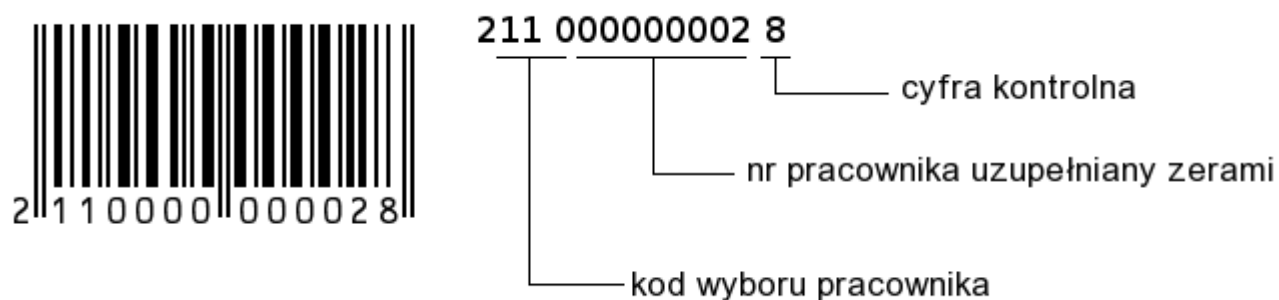 211 000000002 8
cyfra kontrolna
nr pracownika uzupełniany zerami
2 110000 000028
kod wyboru pracownika